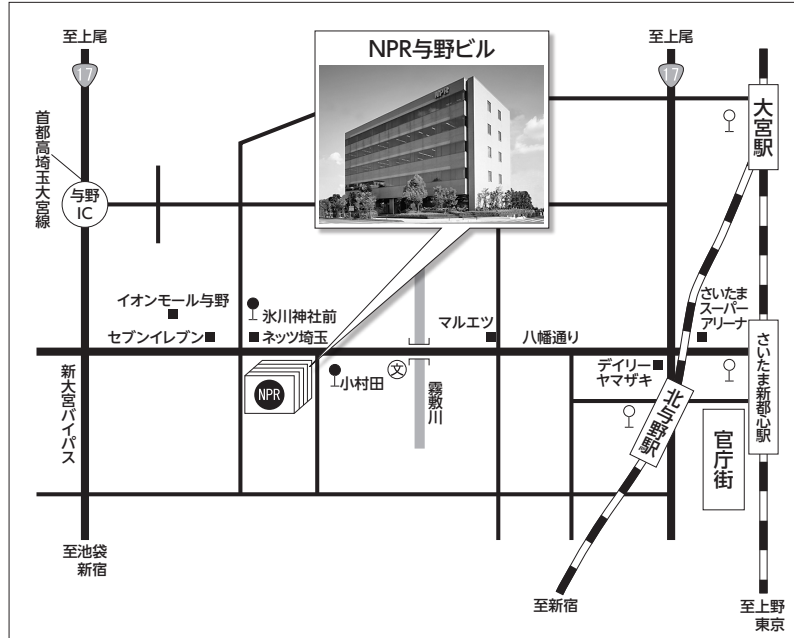 至上尾
17
首都高埼玉大宮線
与野
IC
NPR与野ビル
NPR
至上尾
17
大宮駅
イオンモール与野
氷川神社前
セブンイレブン
ネッツ埼玉
マルエツ
八幡通り
さいたま
スーパー
アリーナ
新大宮バイパス
NPR
小村田
文
霧敷川
デイリー
ヤマザキ
北与野駅
さいたま新都心駅
官庁街
至池袋
新宿
至新宿
至上野
東京